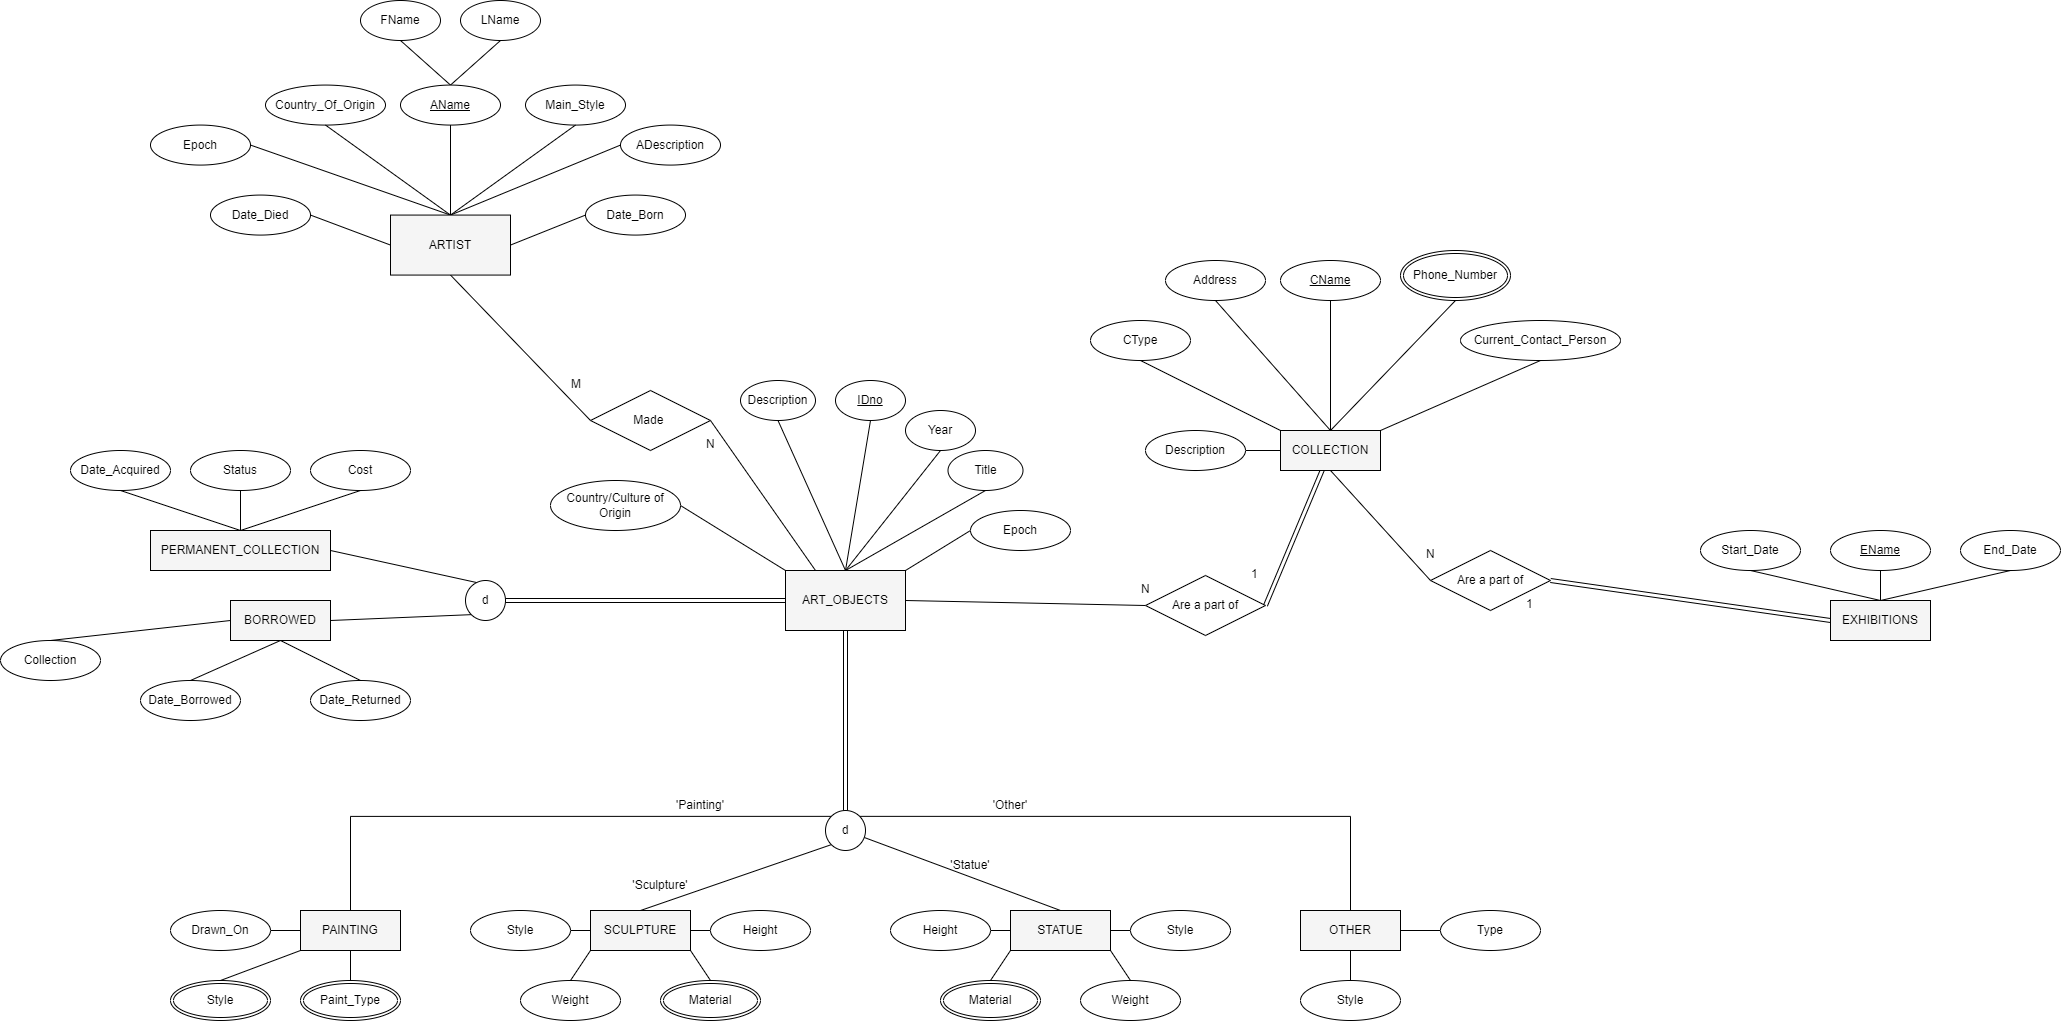 FName
LName
Country_Of_Origin
AName
Main_Style
Epoch
ADescription
Date_Died
Date_Born
ARTIST
M
Made
N
Address
CName
Phone_Number
CType
Current_Contact_Person
Description
COLLECTION
Description
IDno
Year
Title
Country/Culture of
Origin
Epoch
Date_Acquired
Status
Cost
PERMANENT_COLLECTION
BORROWED
d
ART_OBJECTS
N
Are a part of
1
N
Are a part of
1
Start_Date
EName
End_Date
EXHIBITIONS
Collection
Date_Borrowed
Date_Returned
'Painting'
'Other'
d
'Sculpture'
'Statue'
Drawn_On
PAINTING
Style
Paint_Type
Style
SCULPTURE
Height
Weight
Material
Height
STATUE
Style
Material
Weight
OTHER
Type
Style